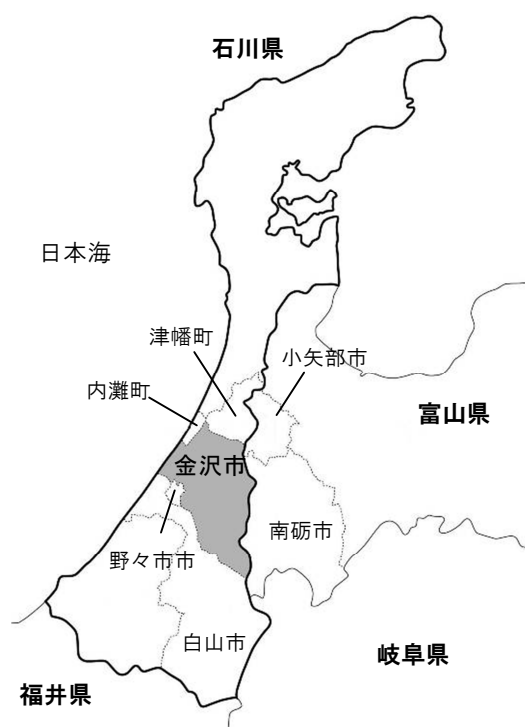 石川県
日本海
津幡町
小矢部市
内灘町
富山県
金沢市
南砺市
野々市市
白山市
岐阜県
福井県